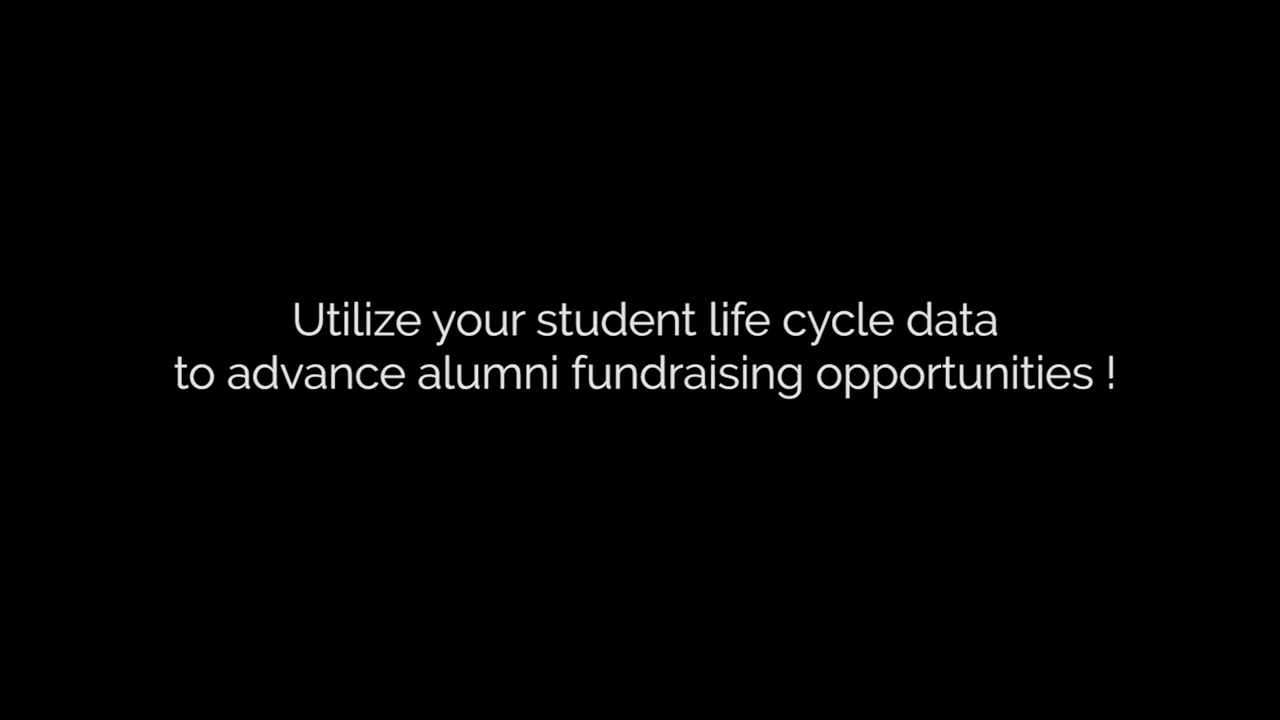 Utilize your student life cycle data
to advance alumni fundraising opportunities !